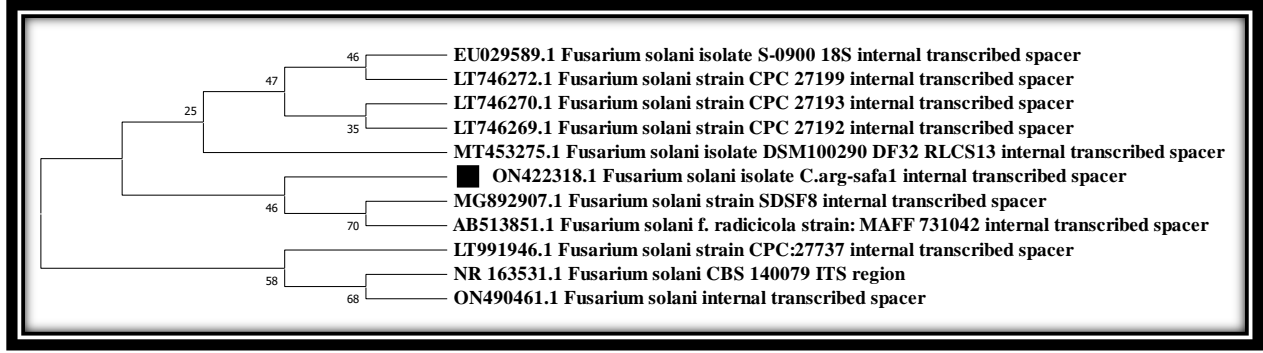 46
EU029589.1 Fusarium solani isolate S-0900 18S internal transcribed spacer
47
LT746272.1 Fusarium solani strain CPC 27199 internal transcribed spacer
25
LT746270.1 Fusarium solani strain CPC 27193 internal transcribed spacer
35
LT746269.1 Fusarium solani strain CPC 27192 internal transcribed spacer
MT453275.1 Fusarium solani isolate DSM100290 DF32 RLCS13 internal transcribed spacer
ON422318.1 Fusarium solani isolate C.arg-safa1 internal transcribed spacer
46
MG892907.1 Fusarium solani strain SDSF8 internal transcribed spacer
70
AB513851.1 Fusarium solani f. radicicola strain: MAFF 731042 internal transcribed spacer
LT991946.1 Fusarium solani strain CPC:27737 internal transcribed spacer
58
NR 163531.1 Fusarium solani CBS 140079 ITS region
68
ON490461.1 Fusarium solani internal transcribed spacer